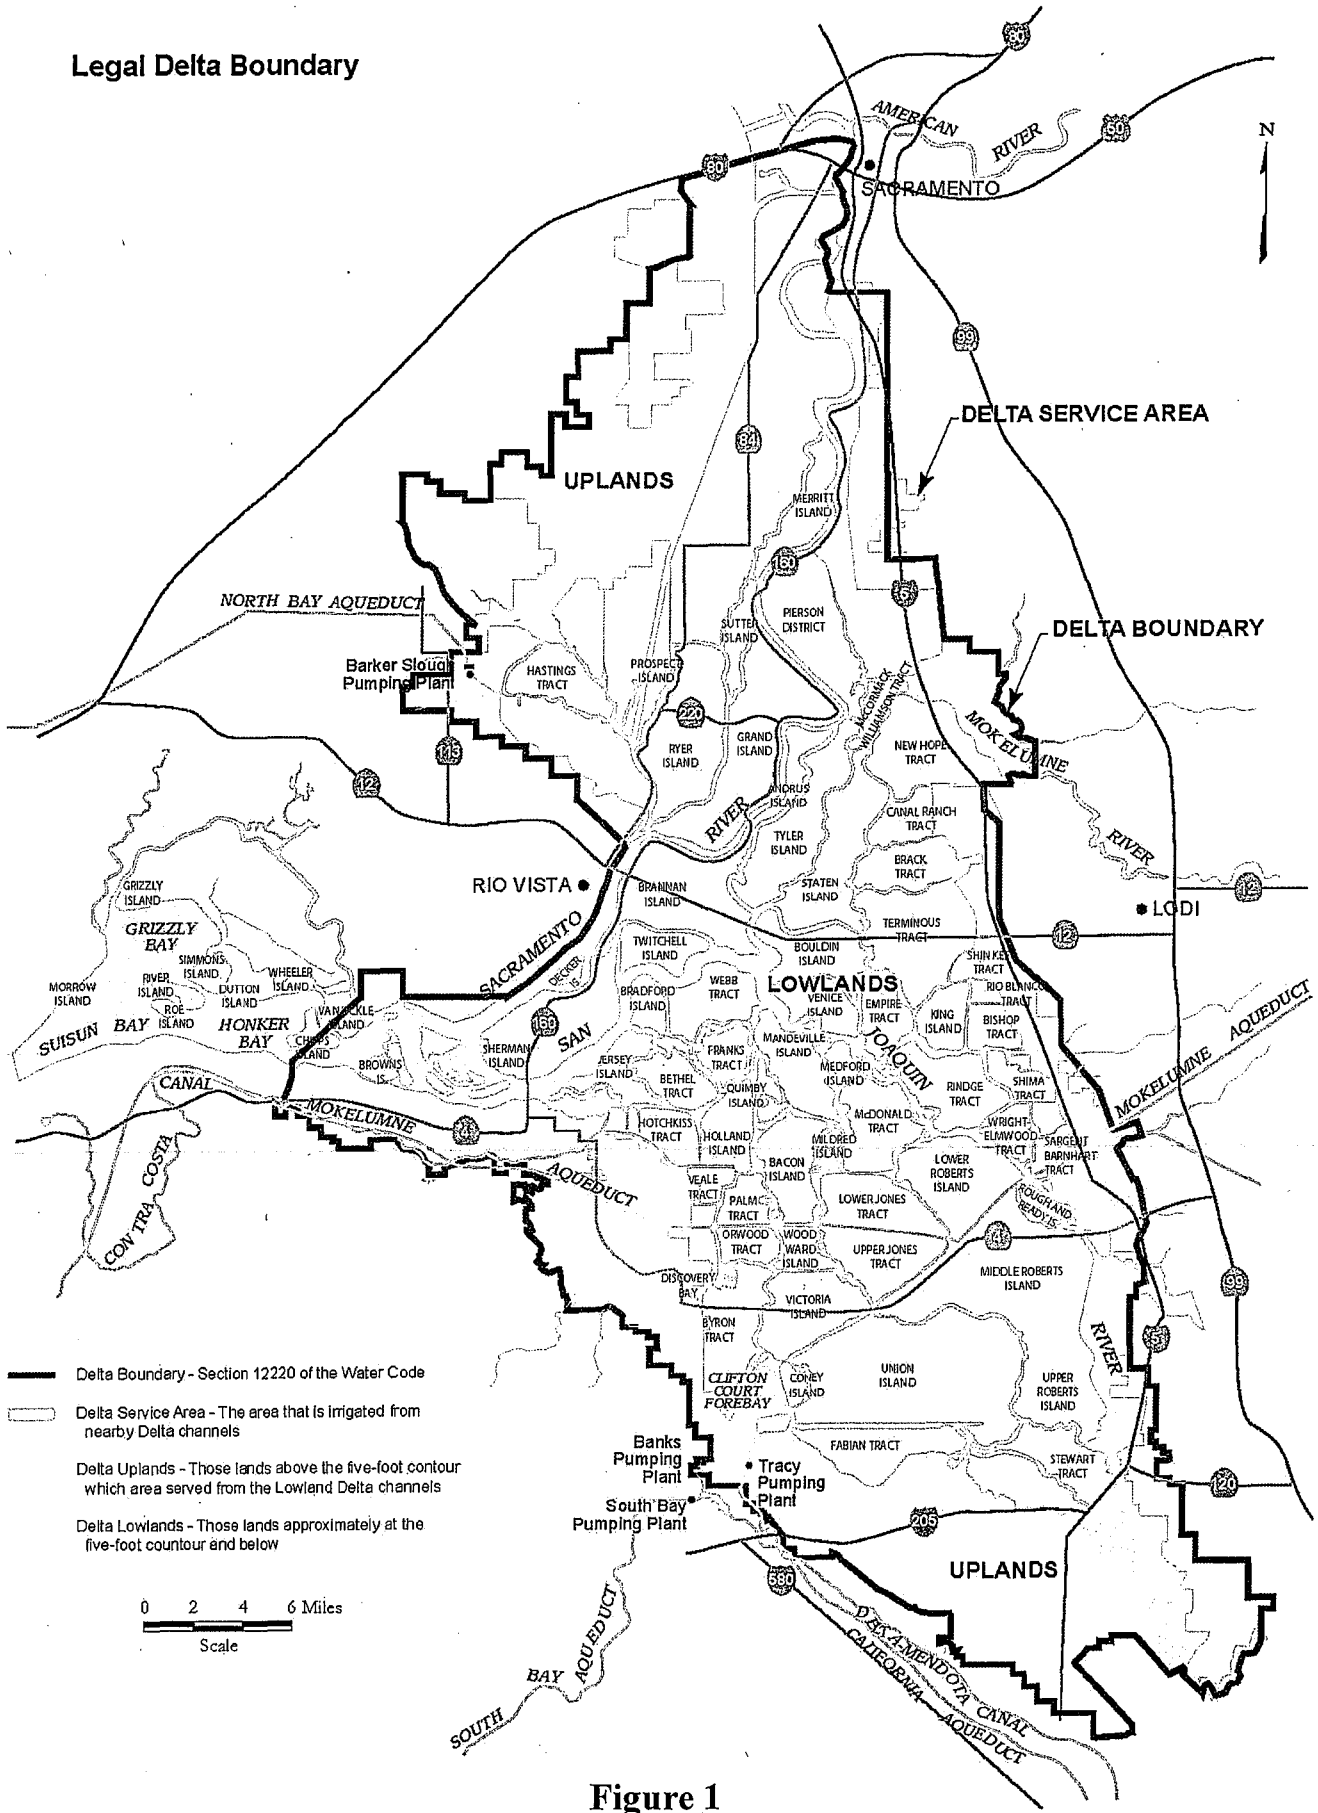 Legal Delta Boundary
80
AMERICAN
RIVER
50
N
80
SACRAMENTO
99
DELTA SERVICE AREA
84
UPLANDS
MERRITT
ISLAND
160
NORTH BAY AQUEDUCT
5
SUTTER
ISLAND
PIERSON
DISTRICT
DELTA BOUNDARY
Barker Slough
Pumping Plant
HASTINGS
TRACT
PROSPECT
ISLAND
McCORMACK
WILLIAMSON TRACT
220
MOKELUMNE
113
RYER
ISLAND
GRAND
ISLAND
NEW HOPE
TRACT
12
ANDRUS
ISLAND
RIVER
CANAL RANCH
TRACT
TYLER
ISLAND
RIVER
BRACK
TRACT
GRIZZLY
ISLAND
RIO VISTA
BRANNAN
ISLAND
STATEN
ISLAND
12
LODI
GRIZZLY
BAY
SACRAMENTO
TERMINOUS
TRACT
12
TWITCHELL
ISLAND
BOULDIN
ISLAND
SIMMONS
ISLAND
WHEELER
ISLAND
DECKER
IS.
SHIN KEE
TRACT
MORROW
ISLAND
RIVER
ISLAND
DUTTON
ISLAND
BRADFORD
ISLAND
WEBB
TRACT
LOWLANDS
RIO BLANCO
TRACT
ROE
ISLAND
VAN SICKLE
ISLAND
VENICE
ISLAND
EMPIRE
TRACT
KING
ISLAND
BISHOP
TRACT
SUISUN BAY
HONKER
BAY
CHIPPS
ISLAND
160
SAN
JOAQUIN
MOKELUMNE AQUEDUCT
BROWNS
IS.
SHERMAN
ISLAND
JERSEY
ISLAND
FRANKS
TRACT
MANDEVILLE
ISLAND
MEDFORD
ISLAND
CANAL
BETHEL
TRACT
QUIMBY
ISLAND
RINDGE
TRACT
SHIMA
TRACT
MOKELUMNE
4
HOTCHKISS
TRACT
HOLLAND
ISLAND
McDONALD
TRACT
WRIGHT-
ELMWOOD
TRACT
SARGENT
BARNHART
TRACT
CONTRA COSTA
AQUEDUCT
MILDRED
ISLAND
BACON
ISLAND
LOWER
ROBERTS
ISLAND
VEALE
TRACT
PALM
TRACT
LOWER JONES
TRACT
ROUGH AND
READY IS.
ORWOOD
TRACT
WOOD
WARD
ISLAND
UPPER JONES
TRACT
4
DISCOVERY
BAY
MIDDLE ROBERTS
ISLAND
99
VICTORIA
ISLAND
BYRON
TRACT
RIVER
5
Delta Boundary - Section 12220 of the Water Code
CLIFTON
COURT
FOREBAY
CONEY
ISLAND
UNION
ISLAND
UPPER
ROBERTS
ISLAND
Delta Service Area - The area that is irrigated from
nearby Delta channels
Banks
Pumping
Plant
FABIAN TRACT
STEWART
TRACT
Delta Uplands - Those lands above the five-foot contour
which area served from the Lowland Delta channels
Tracy
Pumping
Plant
120
South Bay
Pumping Plant
205
Delta Lowlands - Those lands approximately at the
five-foot countour and below
580
UPLANDS
0 2 4 6 Miles
Scale
SOUTH BAY AQUEDUCT
DELTA-MENDOTA CANAL
CALIFORNIA AQUEDUCT
Figure 1